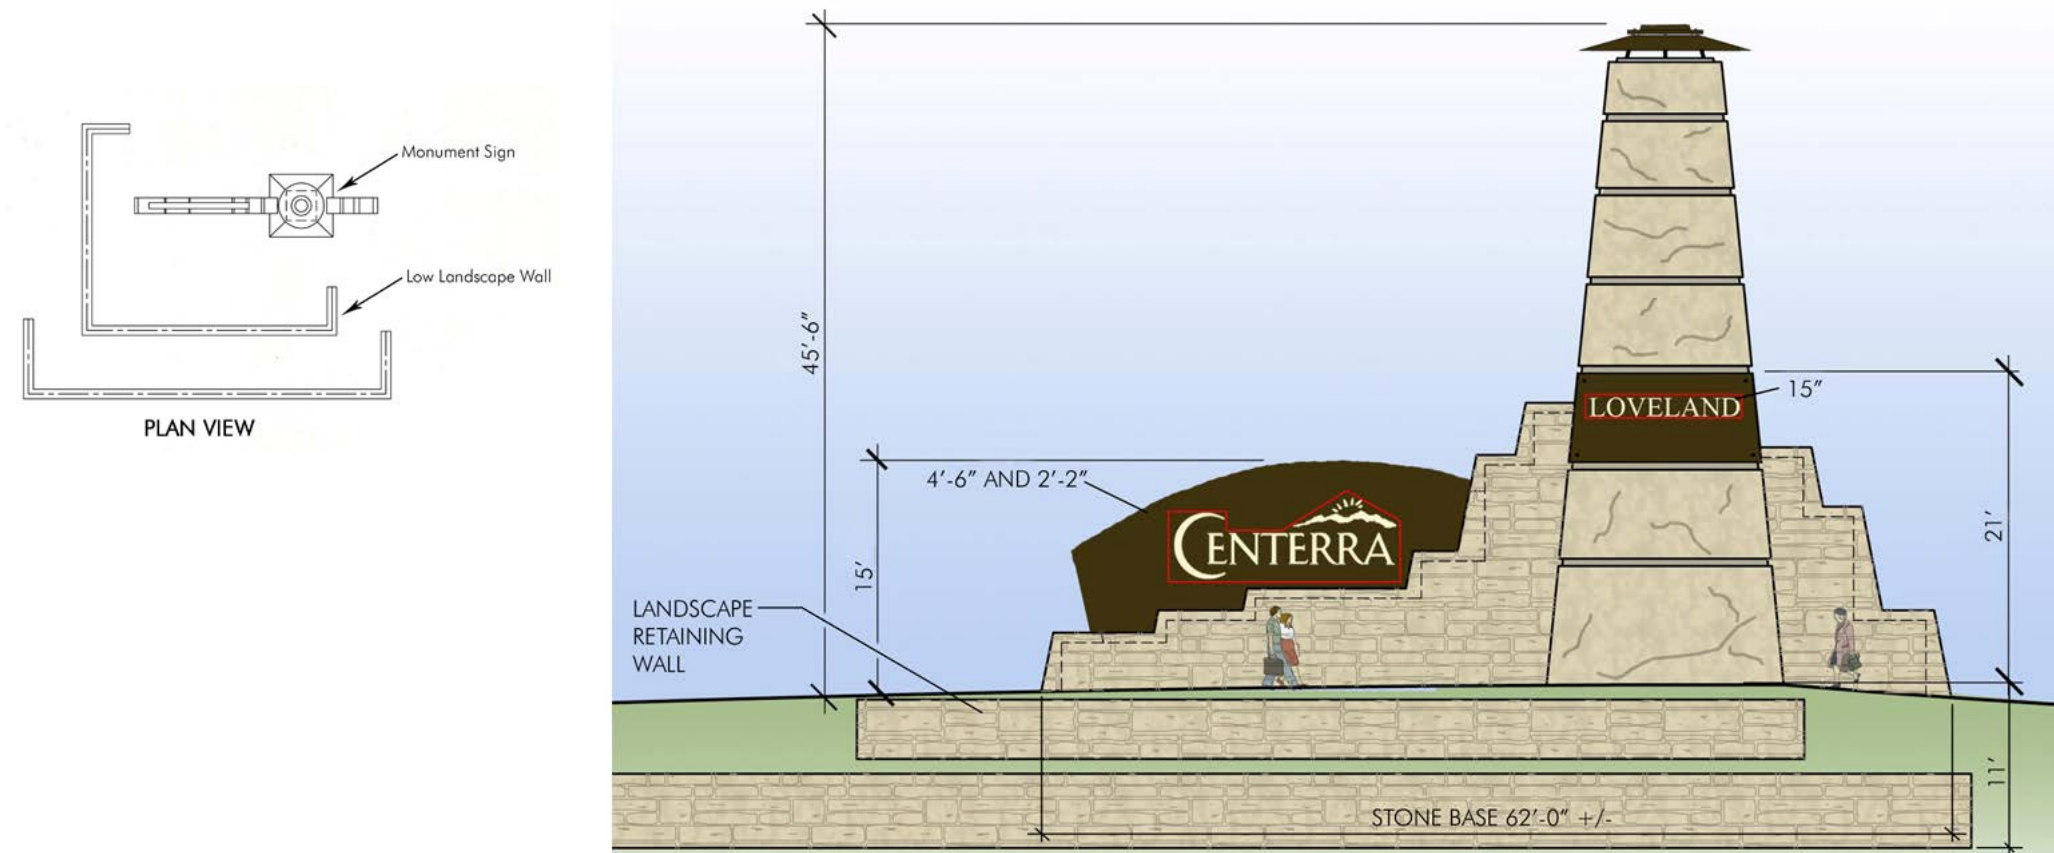 Monument Sign
Low Landscape Wall
PLAN VIEW
45'-6"
15"
LOVELAND
4'-6" AND 2'-2"
CENTERRA
15'
21'
LANDSCAPE
RETAINING
WALL
11'
STONE BASE 62'-0" +/-